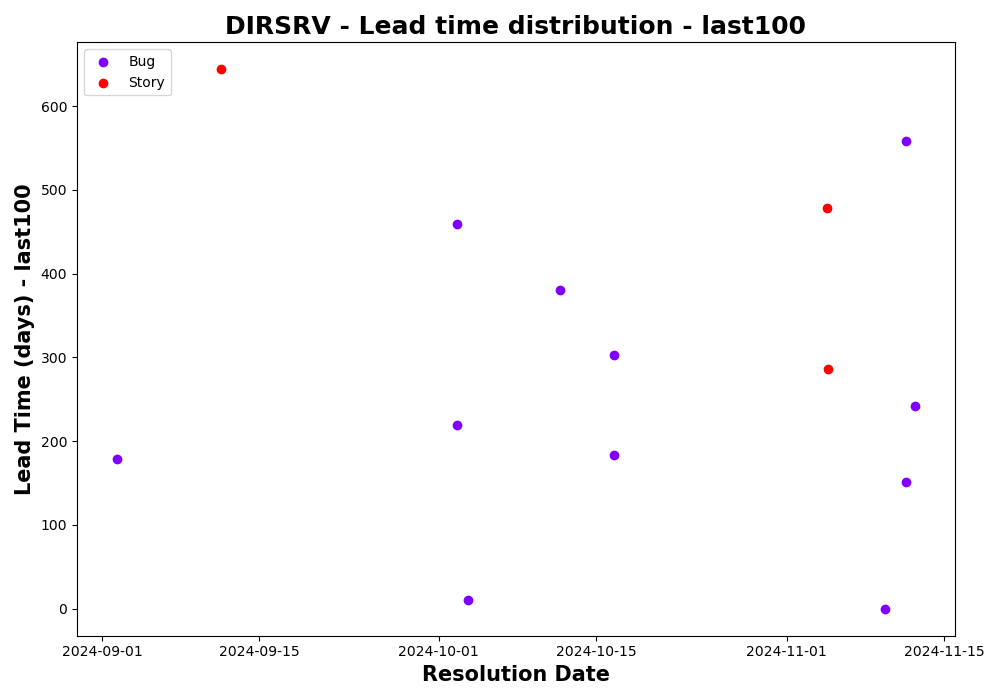 DIRSRV - Lead time distribution - last100
Bug
Story
Lead Time (days) - last100
600
500
400
300
200
100
0
2024-09-01
2024-09-15
2024-10-01
2024-10-15
2024-11-01
2024-11-15
Resolution Date